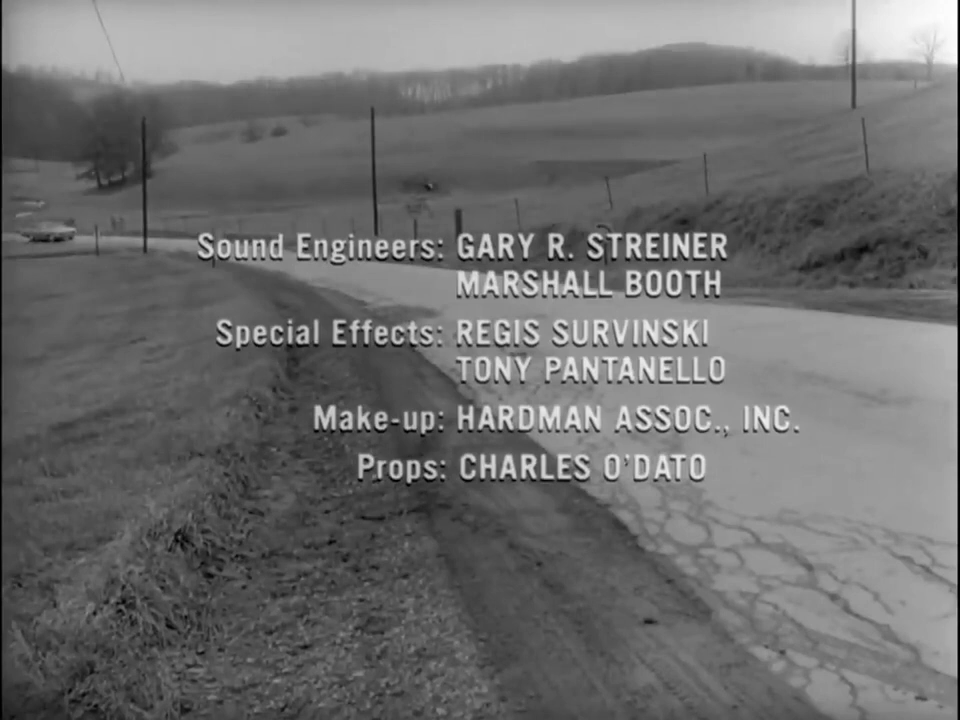 Sound Engineers: GARY R. STREINER
MARSHALL BOOTH
Special Effects: REGIS SURVINSKI
TONY PANTANELLO
Make-up: HARDMAN ASSOC., INC.
Props: CHARLES O'DATO